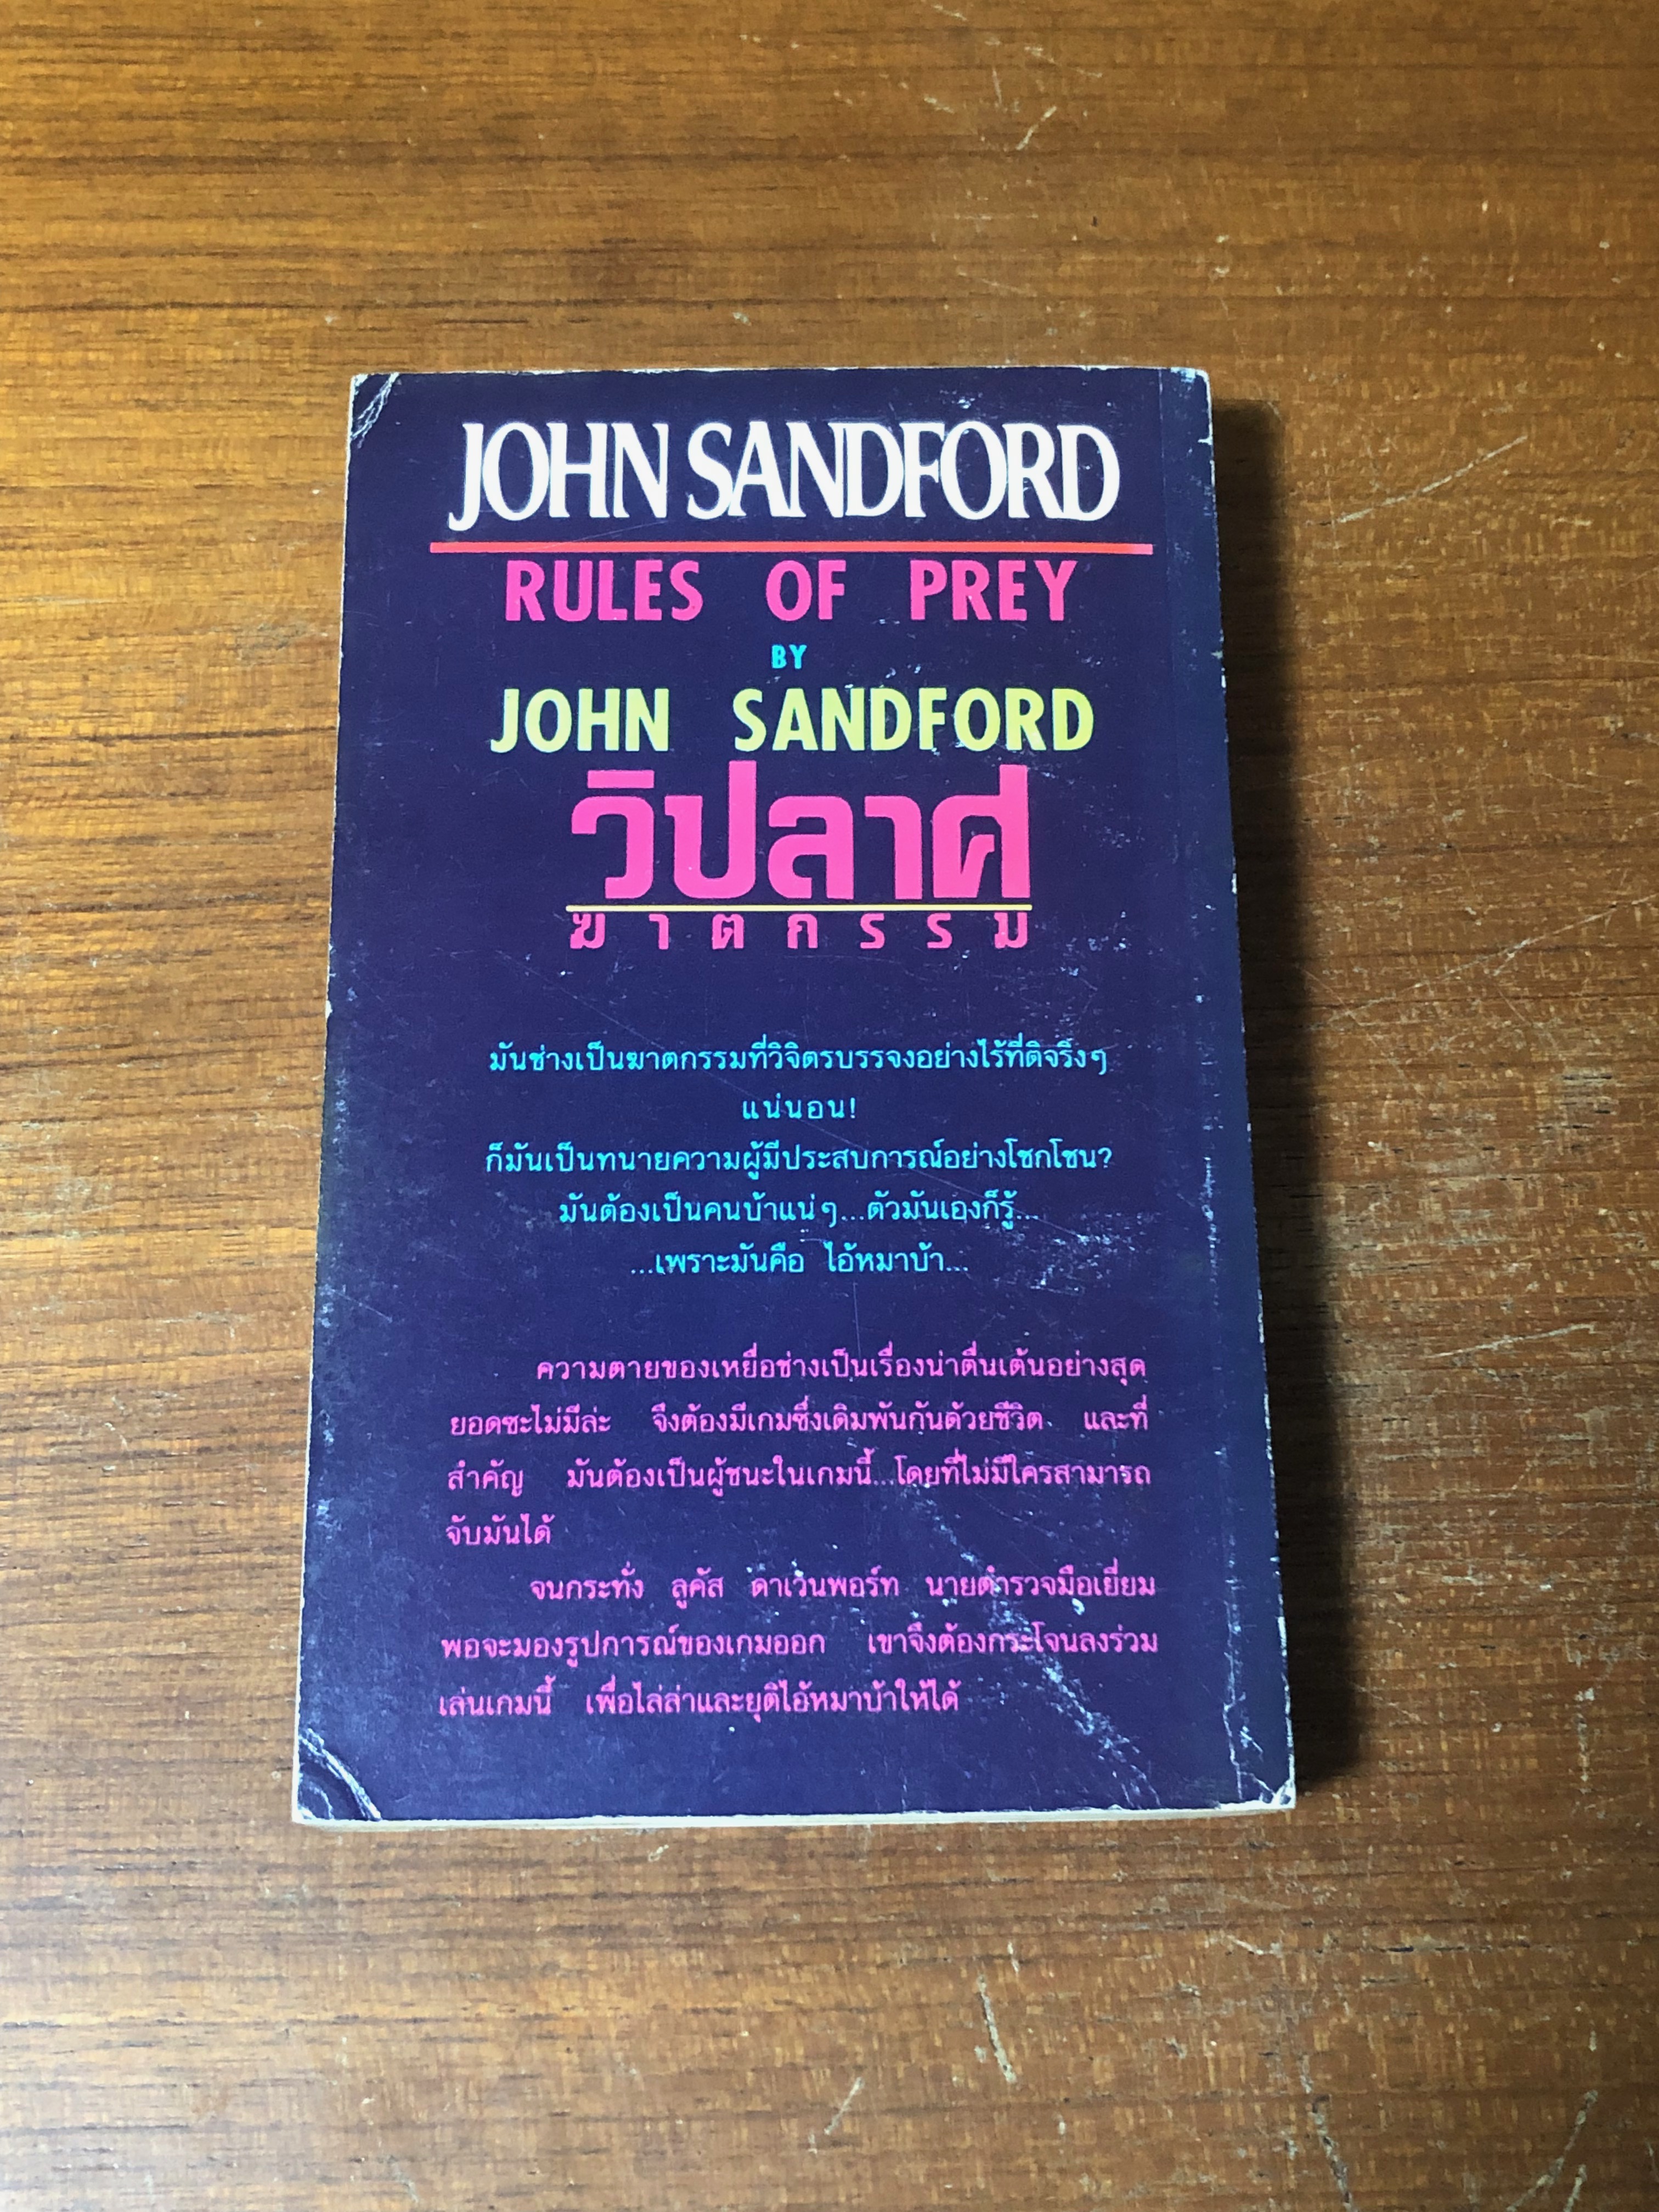 JOHN SANDFORD
RULES OF PREY
BY
JOHN SANDFORD
วิปลาศ
ฆาตกรรม
มันช่างเป็นฆาตกรรมที่วิจิตรบรรจงอย่างไร้ที่ติจริงๆ
แน่นอน!
ก็มันเป็นทนายความผู้มีประสบการณ์อย่างโชกโชน?
มันต้องเป็นคนบ้าแน่ๆ...ตัวมันเองก็รู้...
...เพราะมันคือ ไอ้หมาบ้า...
ความตายของเหยื่อช่างเป็นเรื่องน่าตื่นเต้นอย่างสุด
ยอดซะไม่มีล่ะ จึงต้องมีเกมซึ่งเดิมพันกันด้วยชีวิต และที่
สำคัญ มันต้องเป็นผู้ชนะในเกมนี้...โดยที่ไม่มีใครสามารถ
จับมันได้
จนกระทั่ง ลูคัส ดาเวนพอร์ท นายตำรวจมือเยี่ยม
พอจะมองรูปการณ์ของเกมออก เขาจึงต้องกระโจนลงร่วม
เล่นเกมนี้ เพื่อไล่ล่าและยุติไอ้หมาบ้าให้ได้